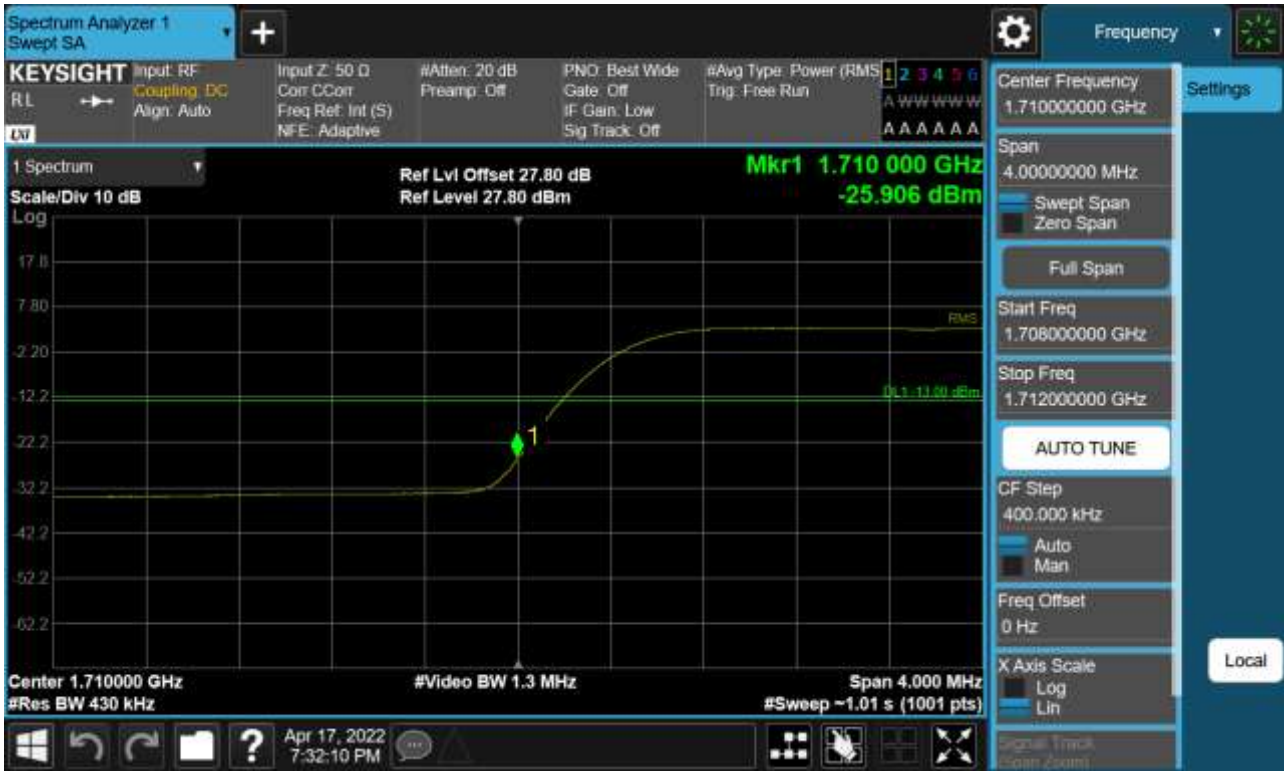 Spectrum Analyzer 1
Swept SA
+
Frequency
KEYSIGHT
RL
LXI
Input: RF
Coupling: DC
Align: Auto
Input Z: 50 Ω
Corr CCorr
Freq Ref: Int (S)
NFE: Adaptive
#Atten: 20 dB
Preamp: Off
PNO: Best Wide
Gate: Off
IF Gain: Low
Sig Track: Off
#Avg Type: Power (RMS
Trig: Free Run
1 2 3 4 5 6
A W W W W W
A A A A A A
1 Spectrum
Scale/Div 10 dB
Log
Ref Lvl Offset 27.80 dB
Ref Level 27.80 dBm
Mkr1 1.710 000 GHz
-25.906 dBm
17.8
7.80
-2.20
-12.2
-22.2
-32.2
-42.2
-52.2
-62.2
RMS
DL1 -13.00 dBm
1
Center 1.710000 GHz
#Res BW 430 kHz
#Video BW 1.3 MHz
Span 4.000 MHz
#Sweep ~1.01 s (1001 pts)
Center Frequency
1.710000000 GHz
Settings
Span
4.00000000 MHz
Swept Span
Zero Span
Full Span
Start Freq
1.708000000 GHz
Stop Freq
1.712000000 GHz
AUTO TUNE
CF Step
400.000 kHz
Auto
Man
Freq Offset
0 Hz
X Axis Scale
Log
Lin
Local
Signal Track
(Span Zoom)
?
Apr 17, 2022
7:32:10 PM